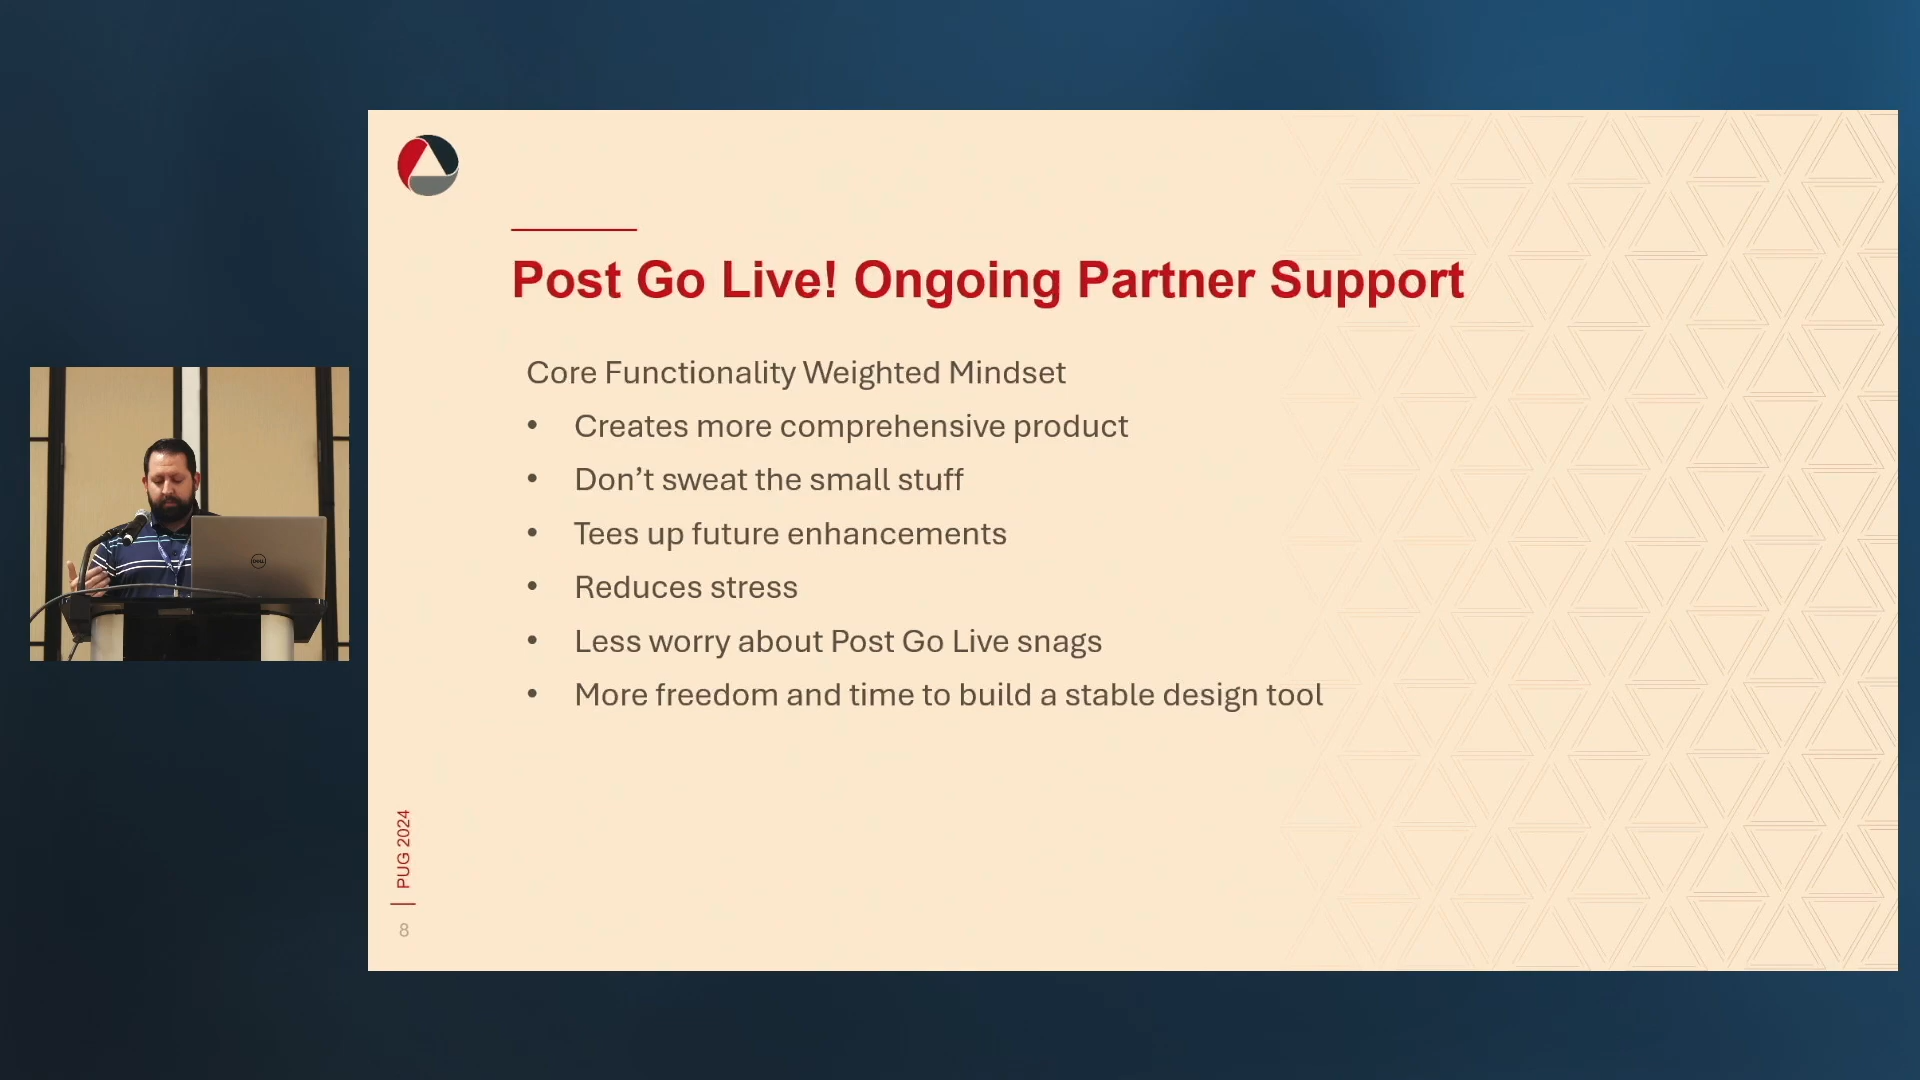 Post Go Live! Ongoing Partner Support
Core Functionality Weighted Mindset
• Creates more comprehensive product
• Don’t sweat the small stuff
• Tees up future enhancements
• Reduces stress
• Less worry about Post Go Live snags
• More freedom and time to build a stable design tool
PUG 2024
8
DELL